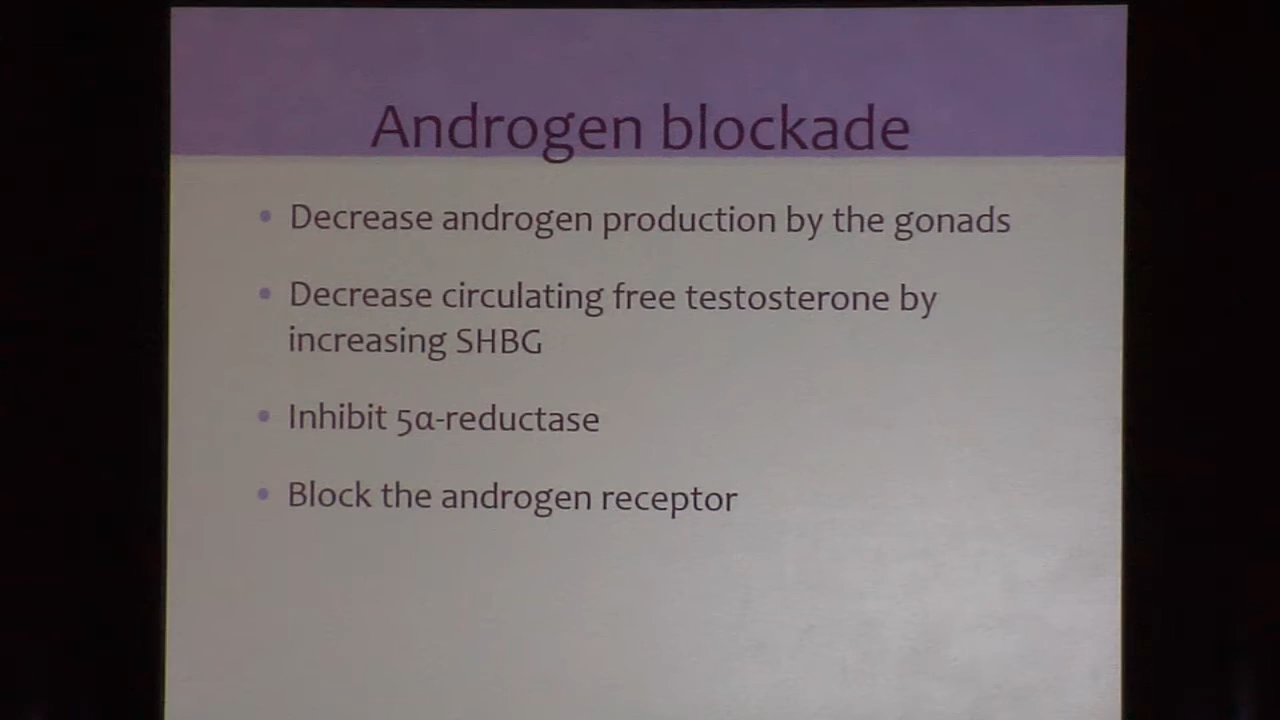 Androgen blockade
• Decrease androgen production by the gonads
• Decrease circulating free testosterone by
increasing SHBG
• Inhibit 5α-reductase
• Block the androgen receptor